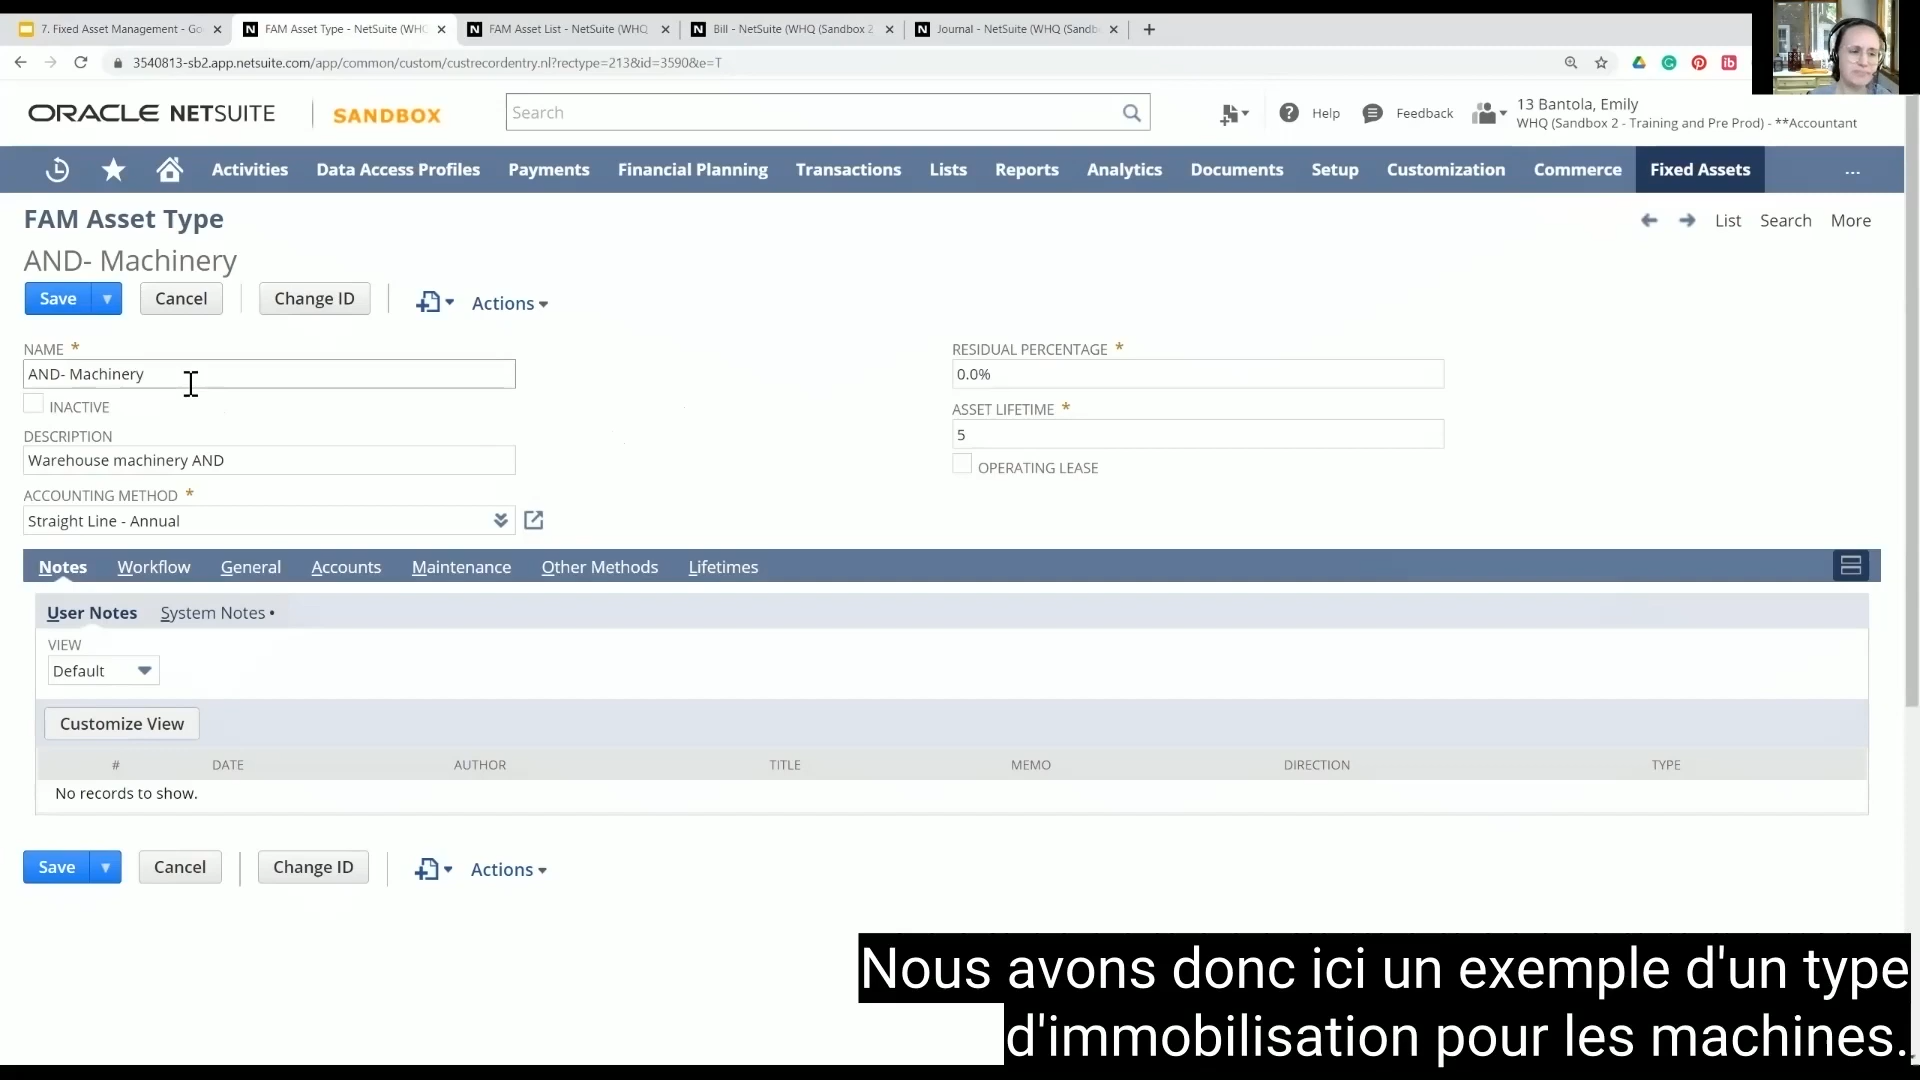 7. Fixed Asset Management - Go
FAM Asset Type - NetSuite (WHQ
FAM Asset List - NetSuite (WHQ
Bill - NetSuite (WHQ (Sandbox 2
Journal - NetSuite (WHQ (Sandb
3540813-sb2.app.netsuite.com/app/common/custom/custrecordentry.nl?rectype=213&id=3590&e=T
ORACLE NETSUITE
SANDBOX
Search
Help
Feedback
13 Bantola, Emily
WHQ (Sandbox 2 - Training and Pre Prod) - **Accountant
Activities Data Access Profiles Payments Financial Planning Transactions Lists Reports Analytics Documents Setup Customization Commerce Fixed Assets ...
FAM Asset Type
List Search More
AND- Machinery
Save Cancel Change ID Actions
NAME *
AND- Machinery
INACTIVE
DESCRIPTION
Warehouse machinery AND
ACCOUNTING METHOD *
Straight Line - Annual
RESIDUAL PERCENTAGE *
0.0%
ASSET LIFETIME *
5
OPERATING LEASE
Notes Workflow General Accounts Maintenance Other Methods Lifetimes
User Notes System Notes •
VIEW
Default
Customize View
# DATE AUTHOR TITLE MEMO DIRECTION TYPE
No records to show.
Save Cancel Change ID Actions
Nous avons donc ici un exemple d'un type
d'immobilisation pour les machines.